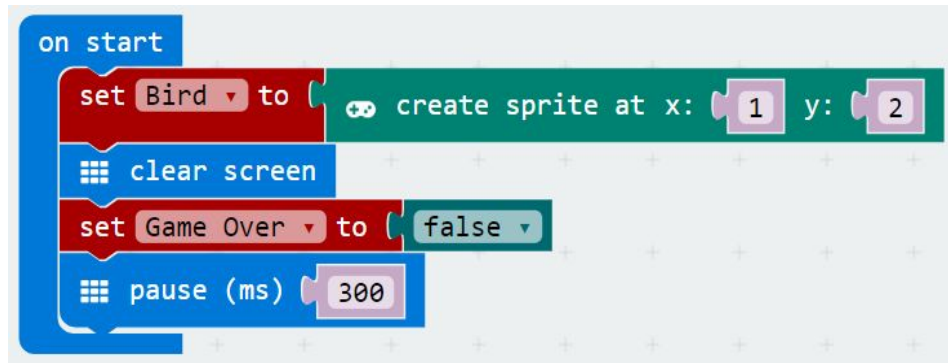 on start
set Bird to create sprite at x: 1 y: 2
clear screen
set Game Over to false
pause (ms) 300